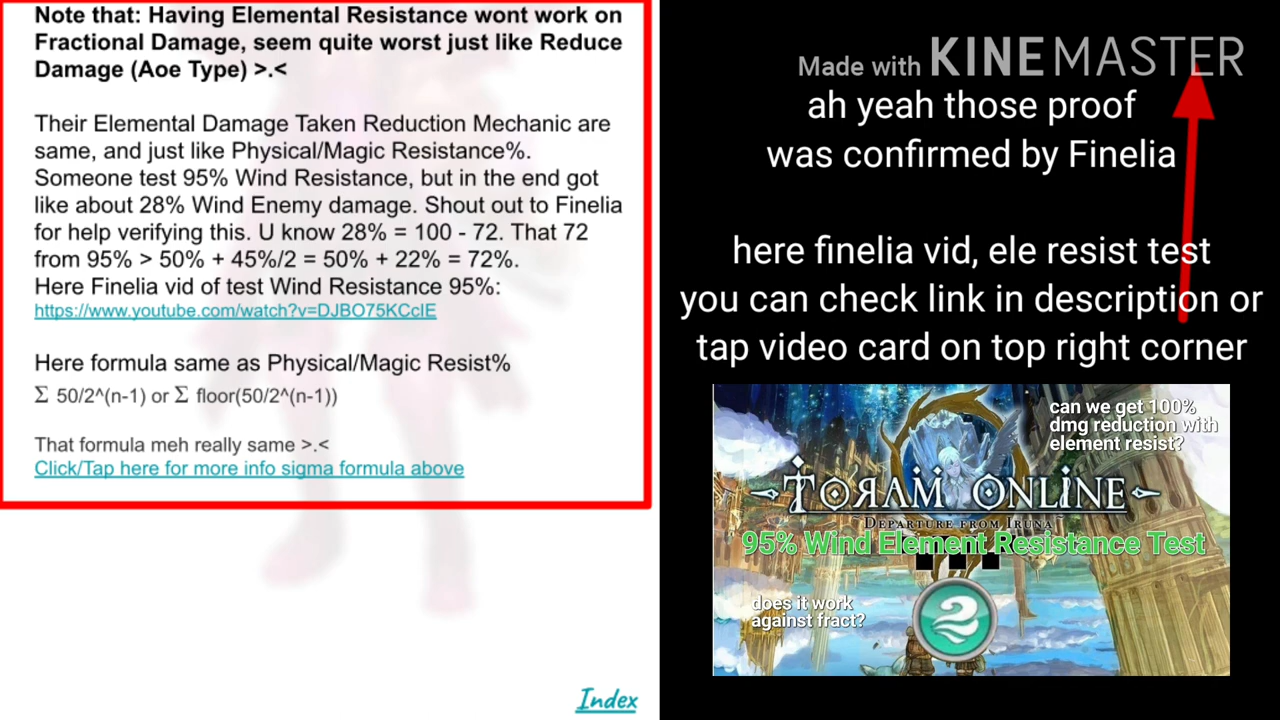 Note that: Having Elemental Resistance wont work on
Fractional Damage, seem quite worst just like Reduce
Damage (Aoe Type) >.<
Their Elemental Damage Taken Reduction Mechanic are
same, and just like Physical/Magic Resistance%.
Someone test 95% Wind Resistance, but in the end got
like about 28% Wind Enemy damage. Shout out to Finelia
for help verifying this. U know 28% = 100 - 72. That 72
from 95% > 50% + 45%/2 = 50% + 22% = 72%.
Here Finelia vid of test Wind Resistance 95%:
https://www.youtube.com/watch?v=DJBO75KCclE
Here formula same as Physical/Magic Resist%
Σ 50/2^(n-1) or Σ floor(50/2^(n-1))
That formula meh really same >.<
Click/Tap here for more info sigma formula above
Index
Made with KINEMASTER
ah yeah those proof
was confirmed by Finelia
here finelia vid, ele resist test
you can check link in description or
tap video card on top right corner
can we get 100%
dmg reduction with
element resist?
TORAM ONLINE
DEPARTURE FROM IRUNA
95% Wind Element Resistance Test
does it work
against fract?
2